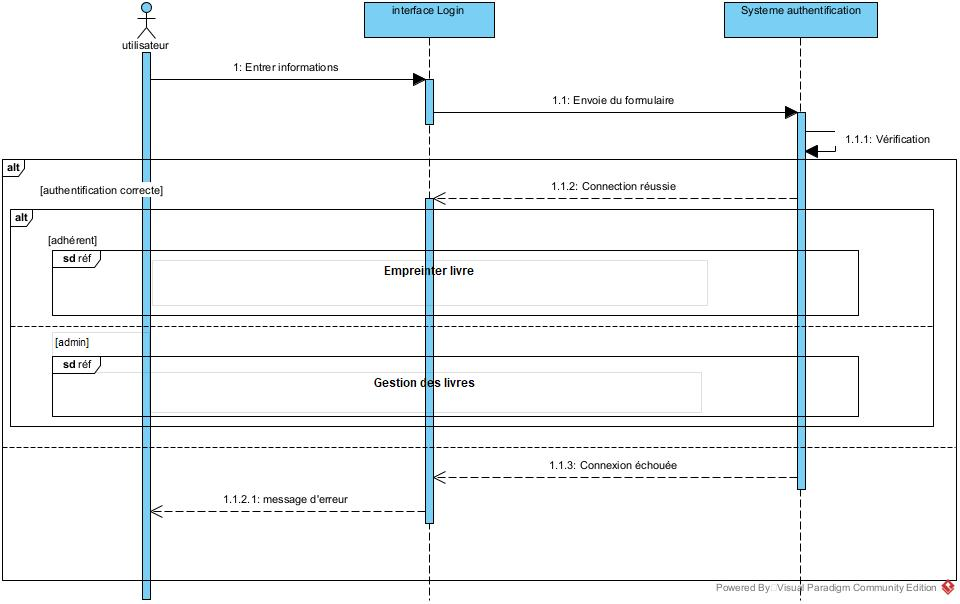 interface Login
Systeme authentification
utilisateur
1: Entrer informations
1.1: Envoie du formulaire
1.1.1: Vérification
alt
[authentification correcte]
1.1.2: Connection réussie
alt
[adhérent]
sd réf
Empreinter livre
[admin]
sd réf
Gestion des livres
1.1.3: Connexion échouée
1.1.2.1: message d'erreur
Powered By Visual Paradigm Community Edition